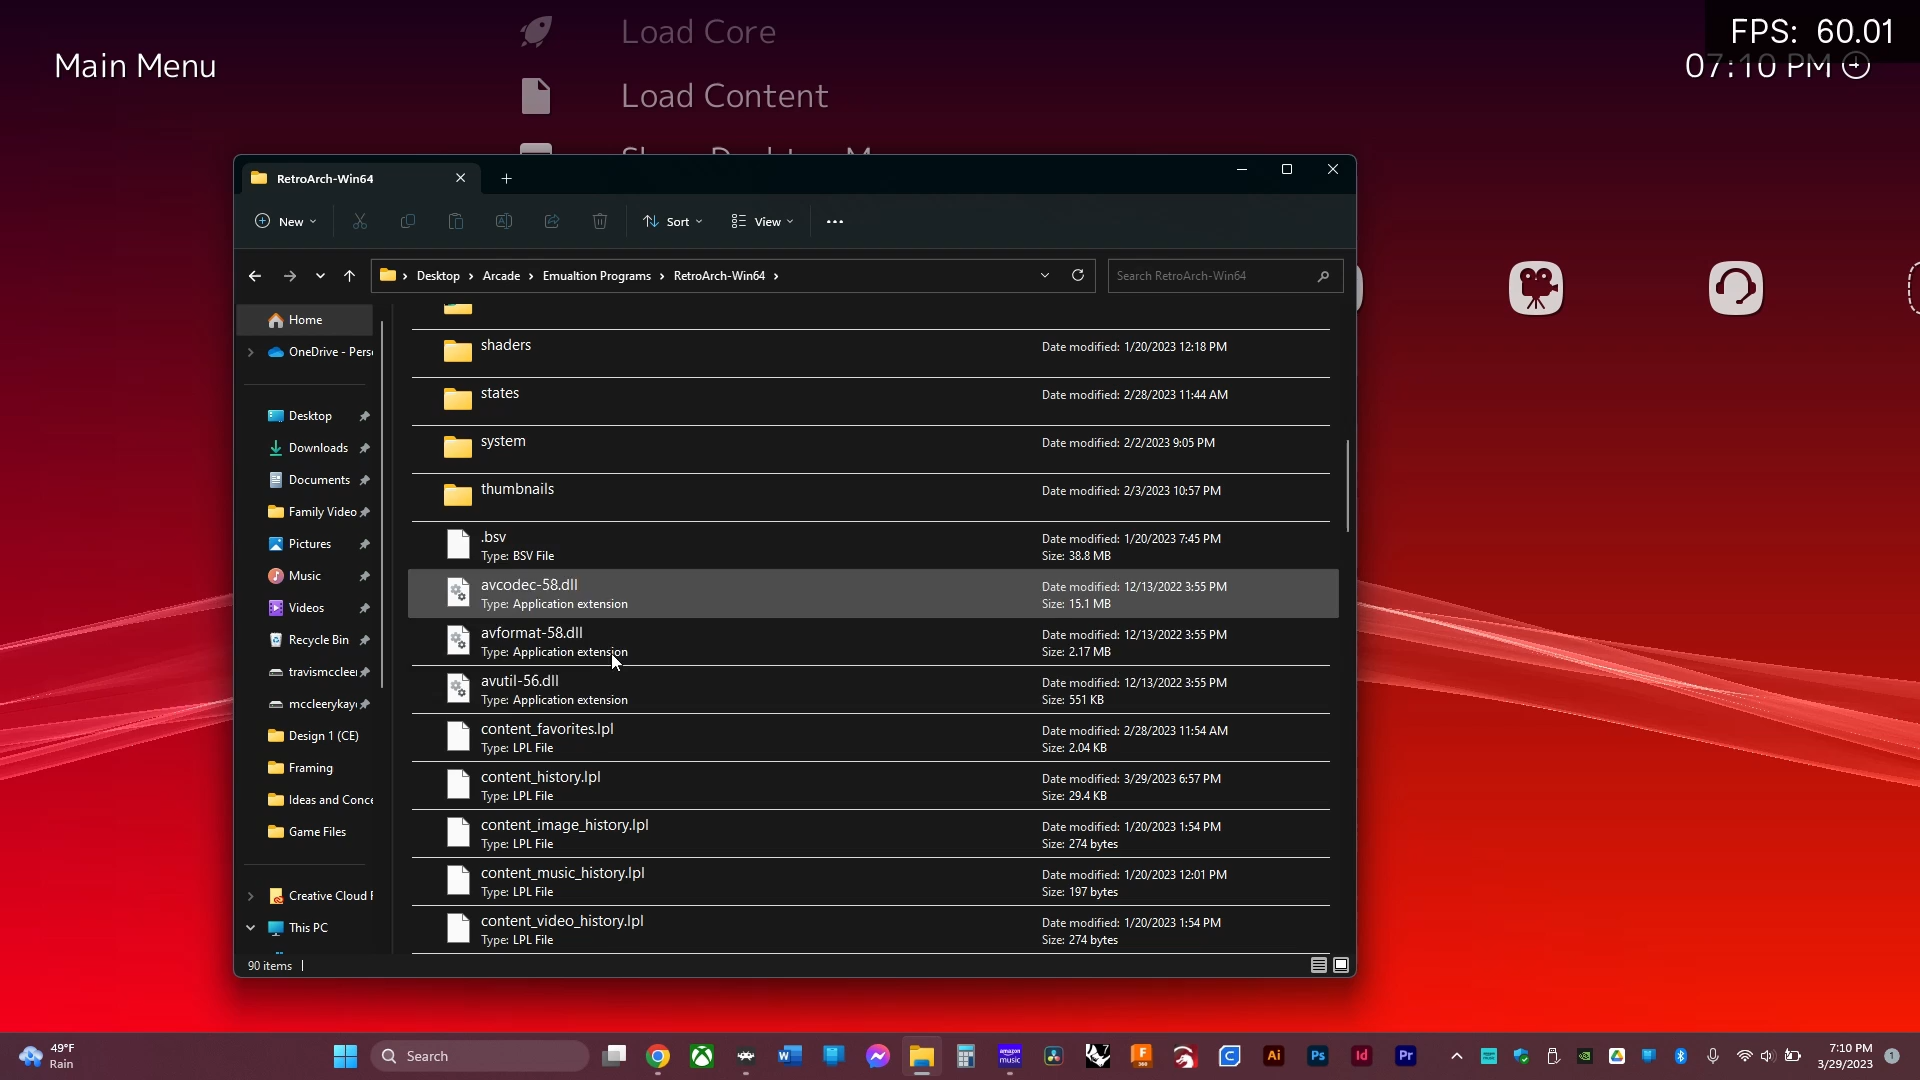 Load Core
FPS: 60.01
Main Menu
07:10 PM
Load Content
RetroArch-Win64
New
Sort
View
Desktop
Arcade
Emualtion Programs
RetroArch-Win64
Search RetroArch-Win64
Home
OneDrive - Pers
Desktop
Downloads
Documents
Family Video
Pictures
Music
Videos
Recycle Bin
travismccleer
mccleerykay
Design 1 (CE)
Framing
Ideas and Conce
Game Files
Creative Cloud F
This PC
shaders
Date modified: 1/20/2023 12:18 PM
states
Date modified: 2/28/2023 11:44 AM
system
Date modified: 2/2/2023 9:05 PM
thumbnails
Date modified: 2/3/2023 10:57 PM
.bsv
Date modified: 1/20/2023 7:45 PM
Type: BSV File
Size: 38.8 MB
avcodec-58.dll
Date modified: 12/13/2022 3:55 PM
Type: Application extension
Size: 15.1 MB
avformat-58.dll
Date modified: 12/13/2022 3:55 PM
Type: Application extension
Size: 2.17 MB
avutil-56.dll
Date modified: 12/13/2022 3:55 PM
Type: Application extension
Size: 551 KB
content_favorites.lpl
Date modified: 2/28/2023 11:54 AM
Type: LPL File
Size: 2.04 KB
content_history.lpl
Date modified: 3/29/2023 6:57 PM
Type: LPL File
Size: 29.4 KB
content_image_history.lpl
Date modified: 1/20/2023 1:54 PM
Type: LPL File
Size: 274 bytes
content_music_history.lpl
Date modified: 1/20/2023 12:01 PM
Type: LPL File
Size: 197 bytes
content_video_history.lpl
Date modified: 1/20/2023 1:54 PM
Type: LPL File
Size: 274 bytes
90 items
49°F
Rain
Search
amazon
music
Ai
Ps
Id
Pr
7:10 PM
3/29/2023
1